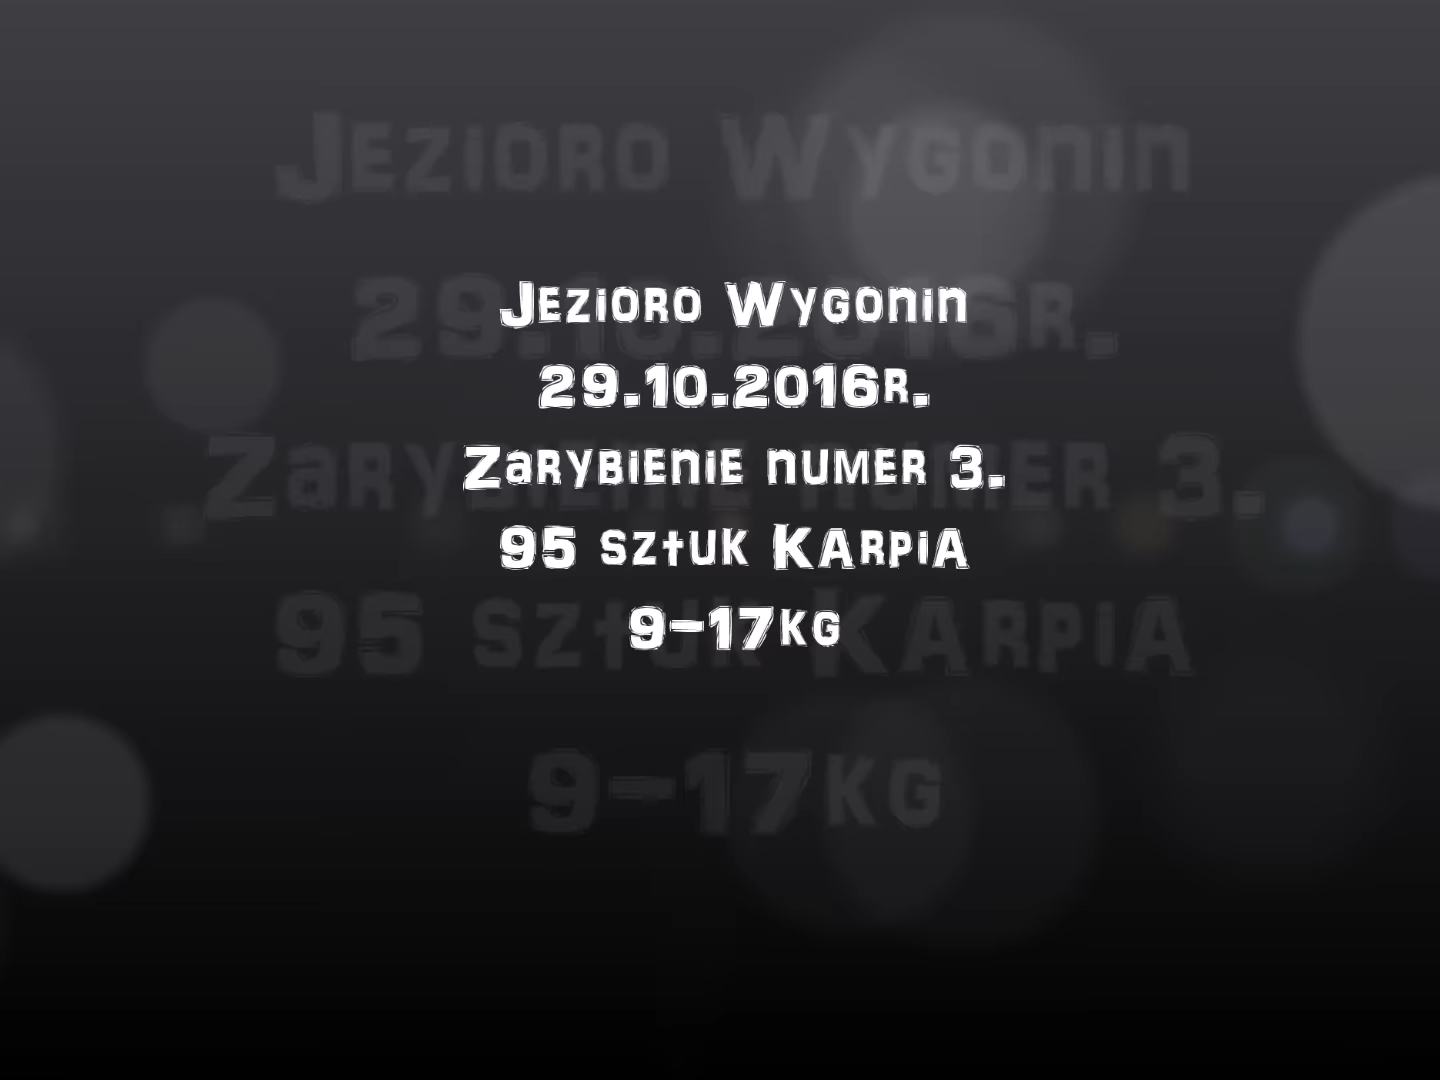 Jezioro Wygonin
29.10.2016r.
Zarybienie numer 3.
95 sztuk Karpia
9-17kg